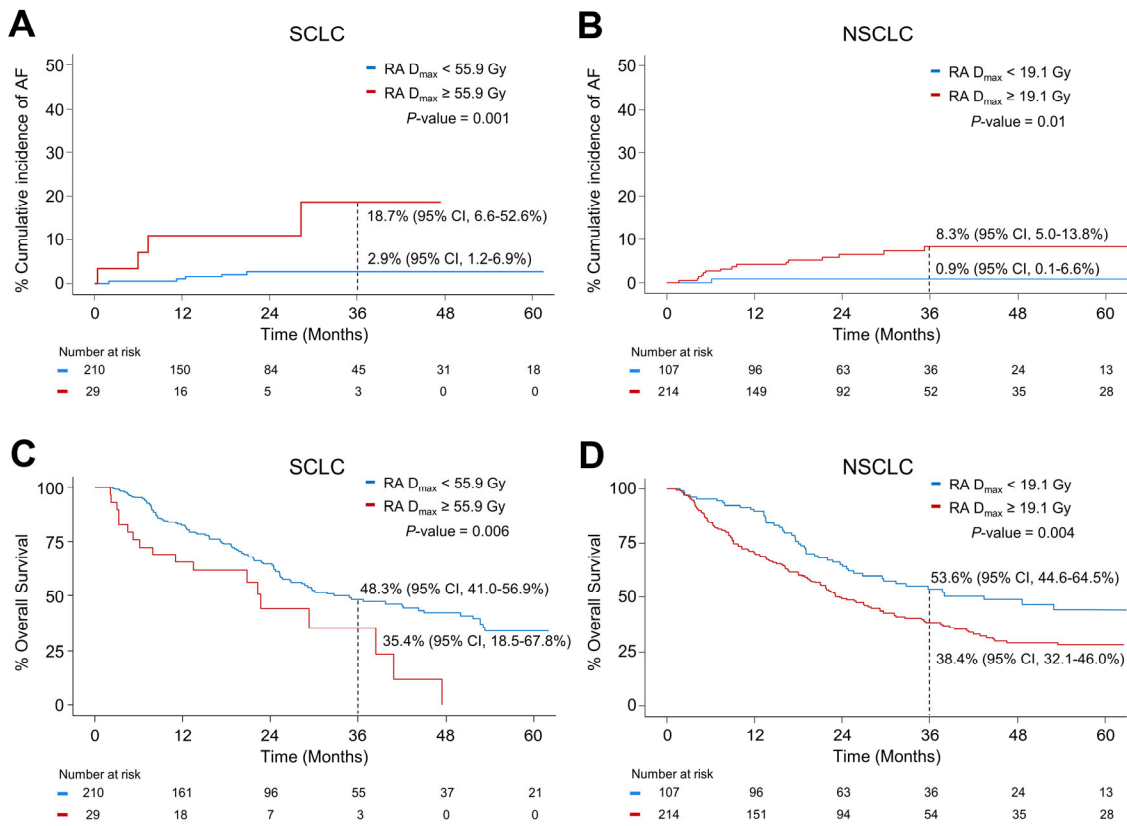 A
SCLC
% Cumulative incidence of AF
50
40
30
20
10
0
RA Dmax < 55.9 Gy
RA Dmax ≥ 55.9 Gy
P-value = 0.001
18.7% (95% CI, 6.6-52.6%)
2.9% (95% CI, 1.2-6.9%)
0 12 24 36 48 60
Time (Months)
Number at risk
210 150 84 45 31 18
29 16 5 3 0 0
B
NSCLC
% Cumulative incidence of AF
50
40
30
20
10
0
RA Dmax < 19.1 Gy
RA Dmax ≥ 19.1 Gy
P-value = 0.01
8.3% (95% CI, 5.0-13.8%)
0.9% (95% CI, 0.1-6.6%)
0 12 24 36 48 60
Time (Months)
Number at risk
107 96 63 36 24 13
214 149 92 52 35 28
C
SCLC
% Overall Survival
100
75
50
25
0
RA Dmax < 55.9 Gy
RA Dmax ≥ 55.9 Gy
P-value = 0.006
48.3% (95% CI, 41.0-56.9%)
35.4% (95% CI, 18.5-67.8%)
0 12 24 36 48 60
Time (Months)
Number at risk
210 161 96 55 37 21
29 18 7 3 0 0
D
NSCLC
% Overall Survival
100
75
50
25
0
RA Dmax < 19.1 Gy
RA Dmax ≥ 19.1 Gy
P-value = 0.004
53.6% (95% CI, 44.6-64.5%)
38.4% (95% CI, 32.1-46.0%)
0 12 24 36 48 60
Time (Months)
Number at risk
107 96 63 36 24 13
214 151 94 54 35 28